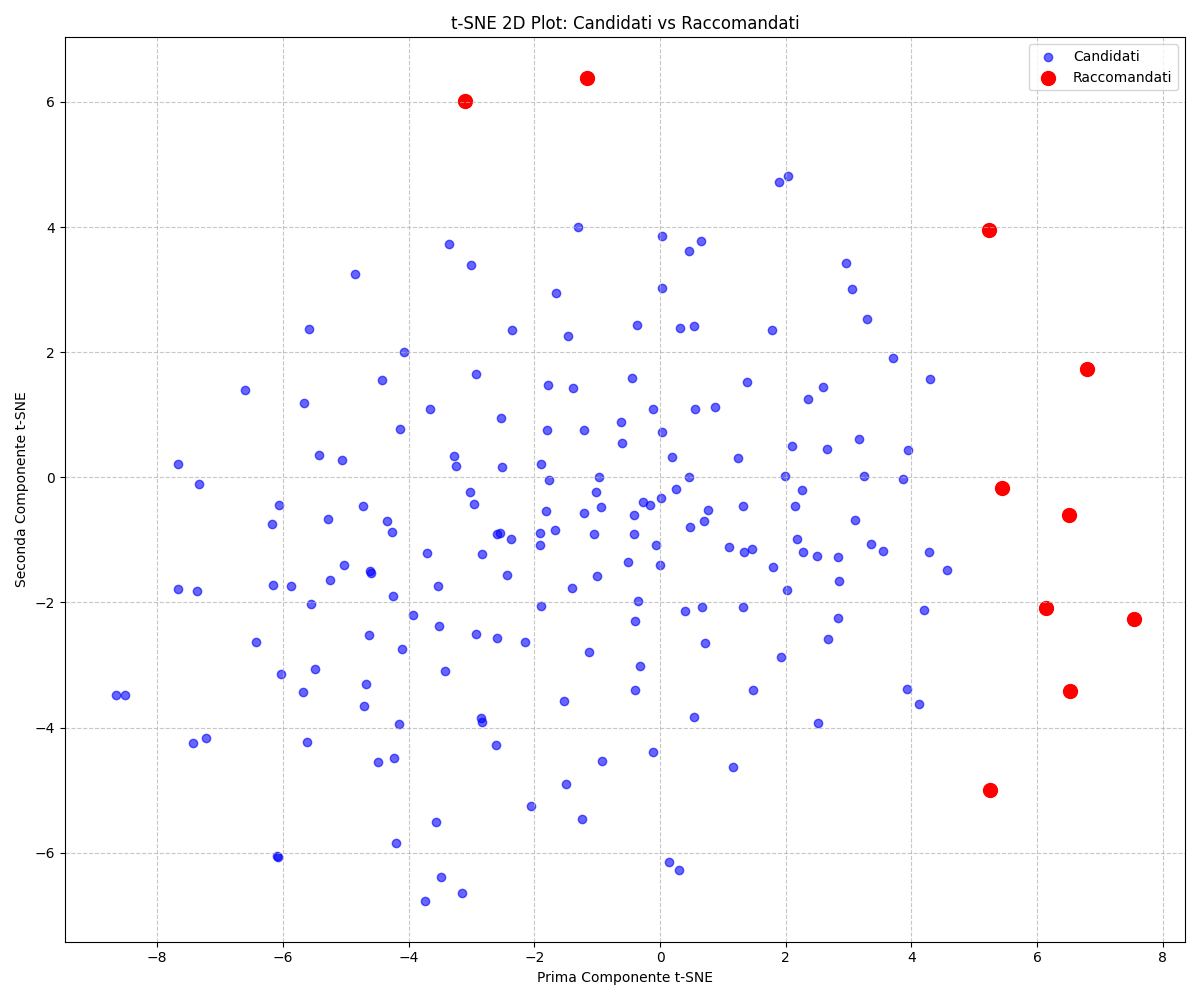 t-SNE 2D Plot: Candidati vs Raccomandati
Candidati
Raccomandati
Seconda Componente t-SNE
6
4
2
0
−2
−4
−6
−8 −6 −4 −2 0 2 4 6 8
Prima Componente t-SNE